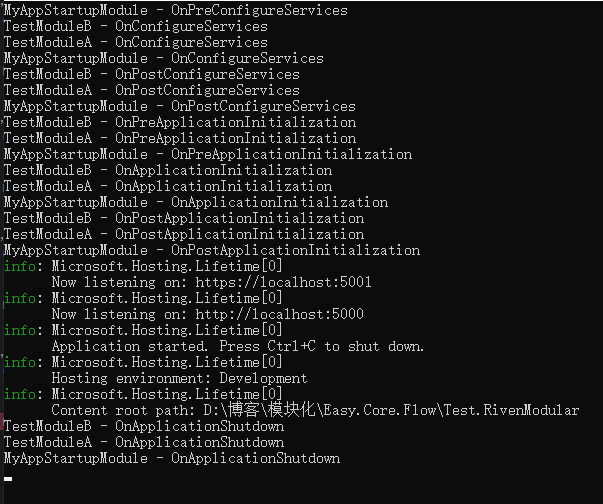 MyAppStartupModule - OnPreConfigureServices
TestModuleB - OnConfigureServices
TestModuleA - OnConfigureServices
MyAppStartupModule - OnConfigureServices
TestModuleB - OnPostConfigureServices
TestModuleA - OnPostConfigureServices
MyAppStartupModule - OnPostConfigureServices
TestModuleB - OnPreApplicationInitialization
TestModuleA - OnPreApplicationInitialization
MyAppStartupModule - OnPreApplicationInitialization
TestModuleB - OnApplicationInitialization
TestModuleA - OnApplicationInitialization
MyAppStartupModule - OnApplicationInitialization
TestModuleB - OnPostApplicationInitialization
TestModuleA - OnPostApplicationInitialization
MyAppStartupModule - OnPostApplicationInitialization
info: Microsoft.Hosting.Lifetime[0]
Now listening on: https://localhost:5001
info: Microsoft.Hosting.Lifetime[0]
Now listening on: http://localhost:5000
info: Microsoft.Hosting.Lifetime[0]
Application started. Press Ctrl+C to shut down.
info: Microsoft.Hosting.Lifetime[0]
Hosting environment: Development
info: Microsoft.Hosting.Lifetime[0]
Content root path: D:\博客\模块化\Easy.Core.Flow\Test.RivenModular
TestModuleB - OnApplicationShutdown
TestModuleA - OnApplicationShutdown
MyAppStartupModule - OnApplicationShutdown